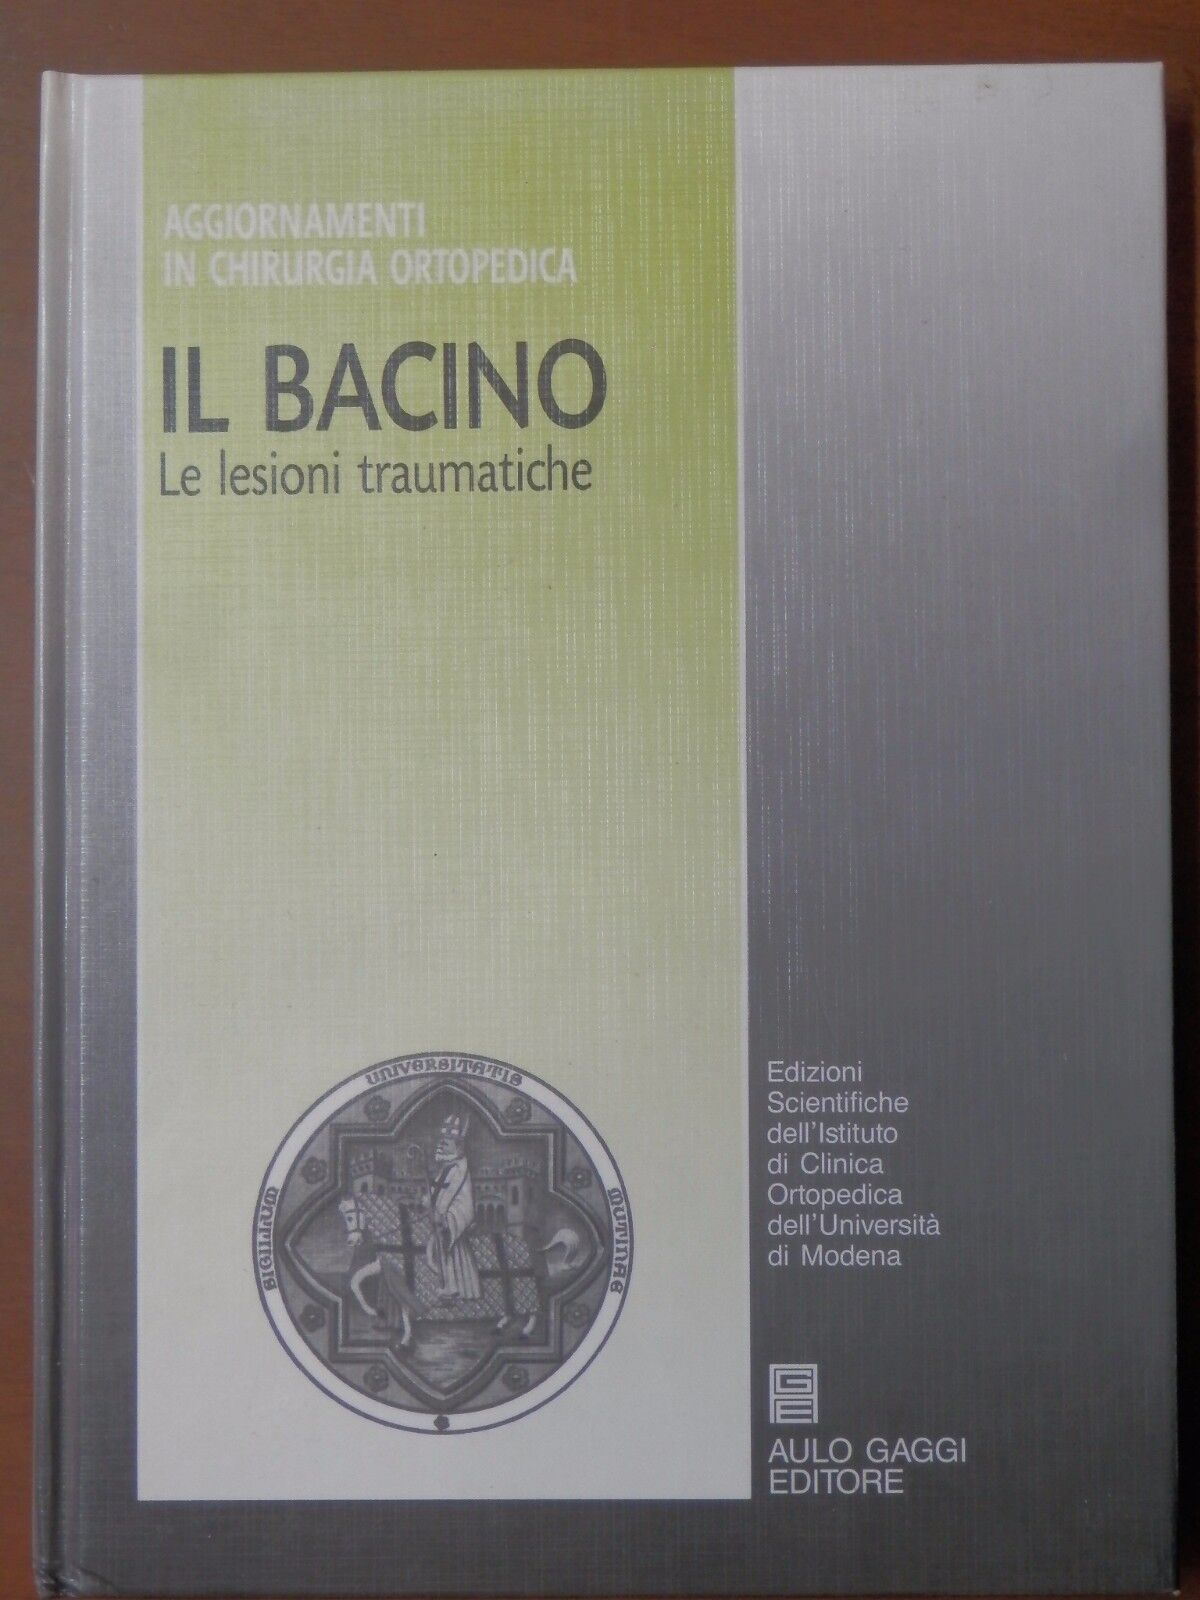 AGGIORNAMENTI
IN CHIRURGIA ORTOPEDICA
IL BACINO
Le lesioni traumatiche
SIGILLUM
UNIVERSITATIS
MUTINAE
Edizioni
Scientifiche
dell'Istituto
di Clinica
Ortopedica
dell'Università
di Modena
GE
AULO GAGGI
EDITORE